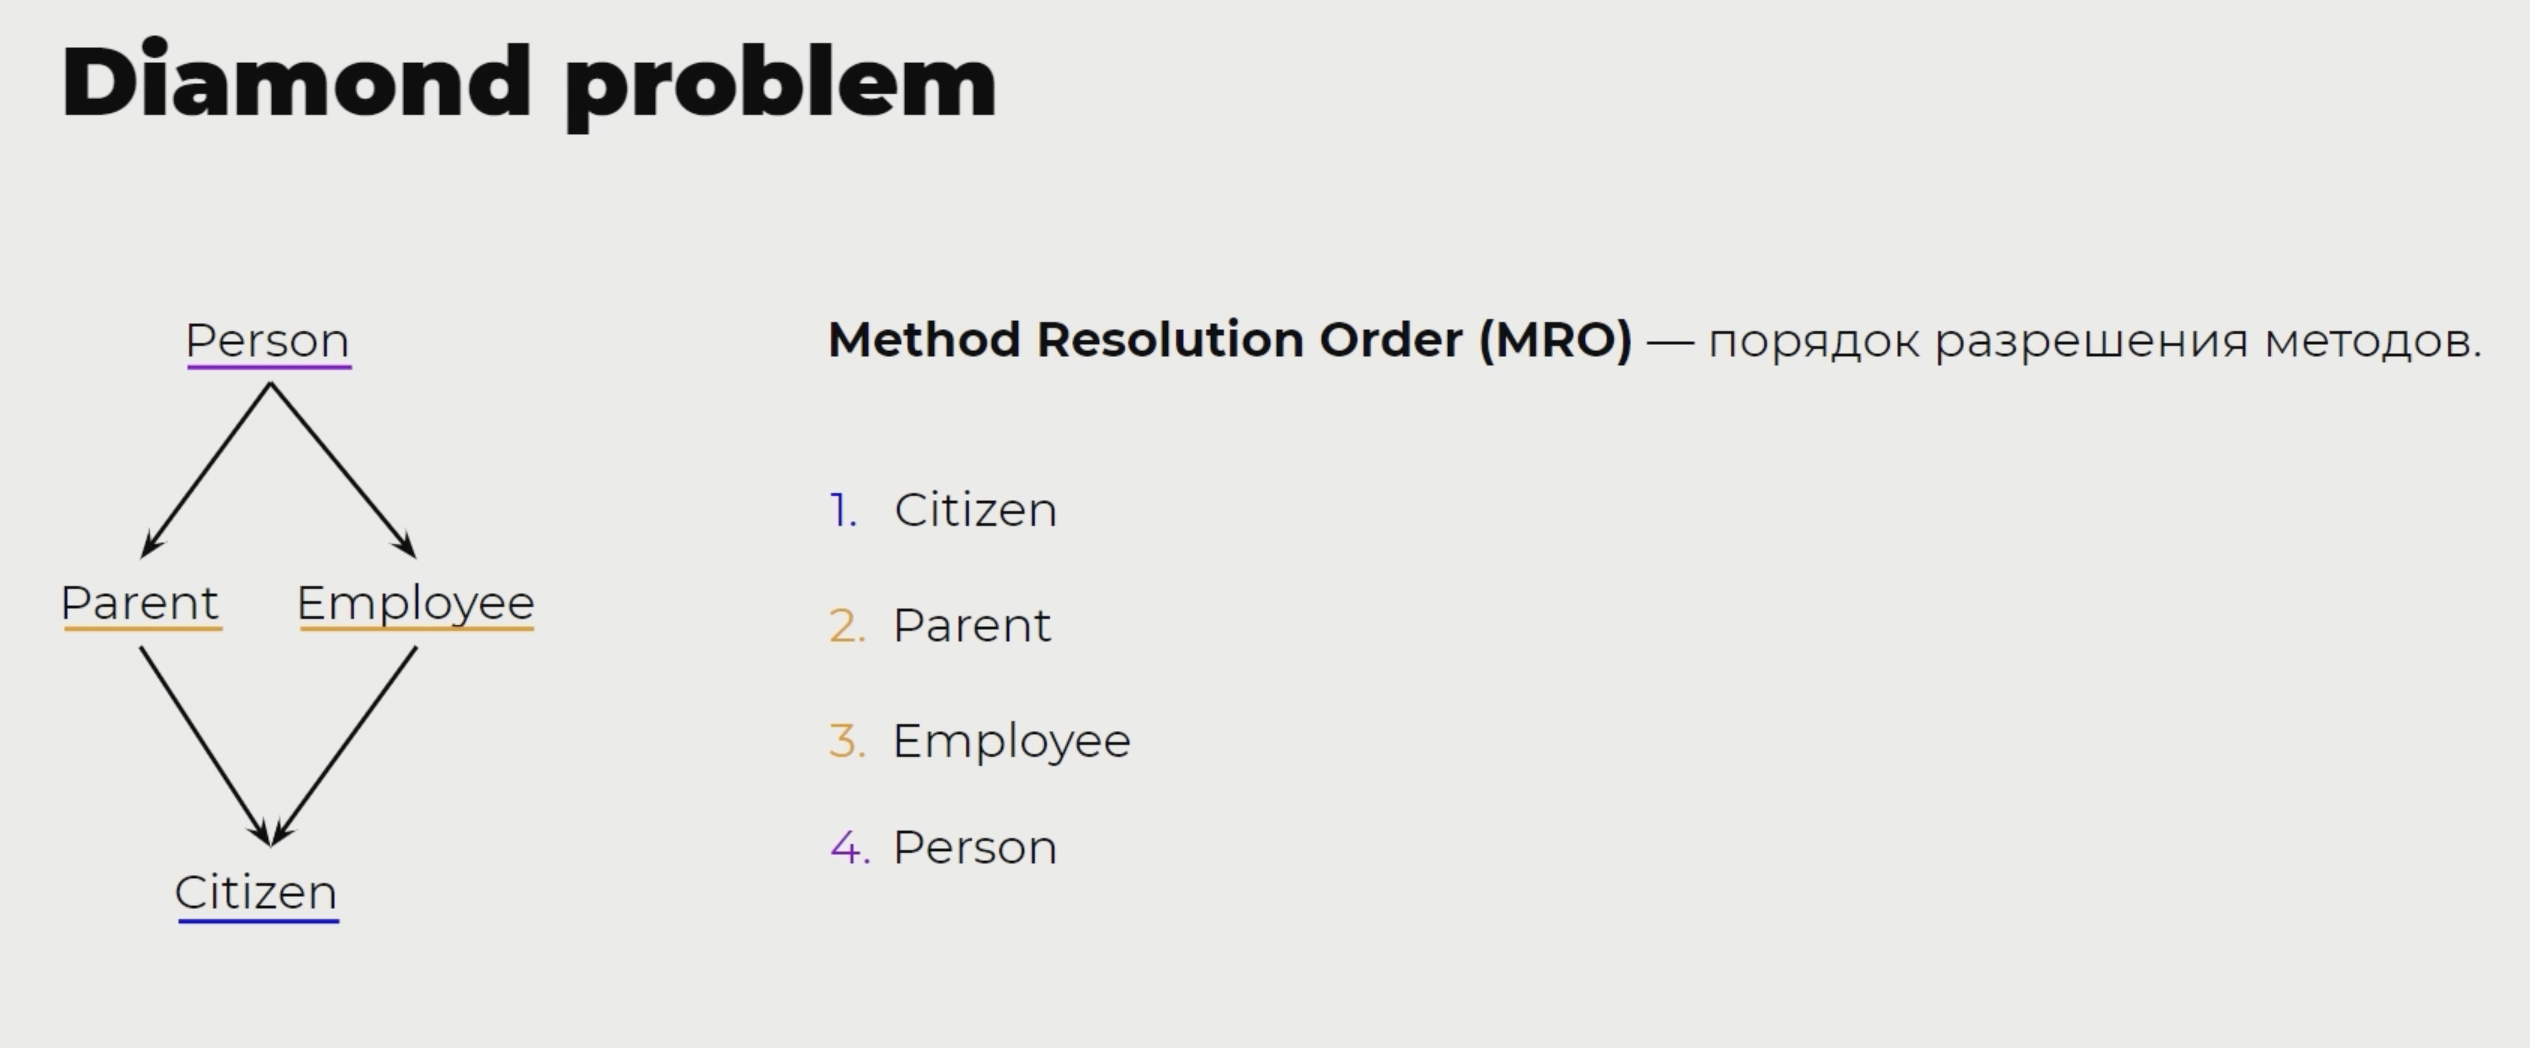 Diamond problem
Person
Parent
Employee
Citizen
Method Resolution Order (MRO) — порядок разрешения методов.
1. Citizen
2. Parent
3. Employee
4. Person